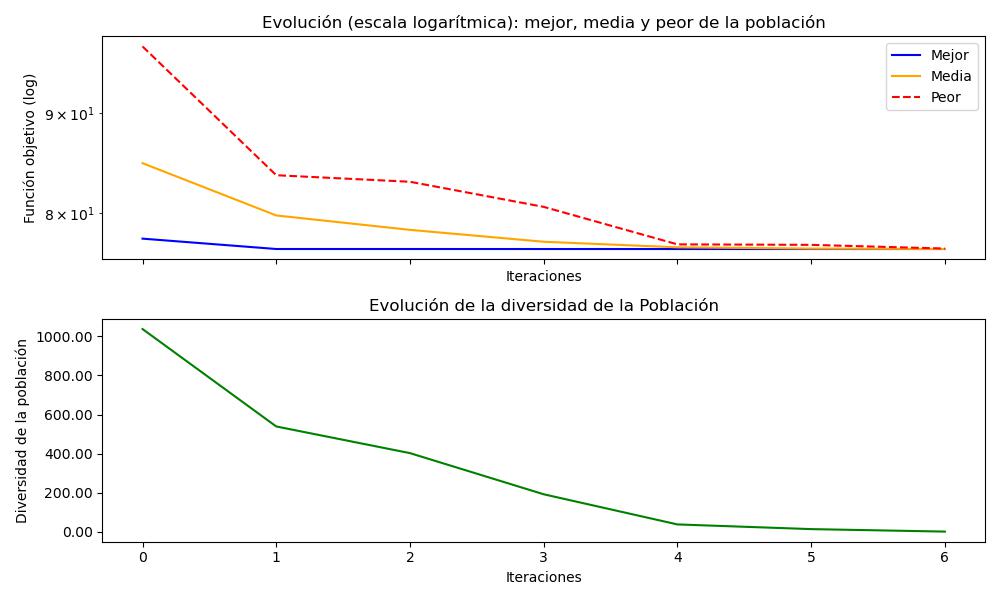 Evolución (escala logarítmica): mejor, media y peor de la población
Función objetivo (log)
9 × 10¹
8 × 10¹
Mejor
Media
Peor
Iteraciones
Evolución de la diversidad de la Población
Diversidad de la población
1000.00
800.00
600.00
400.00
200.00
0.00
0 1 2 3 4 5 6
Iteraciones